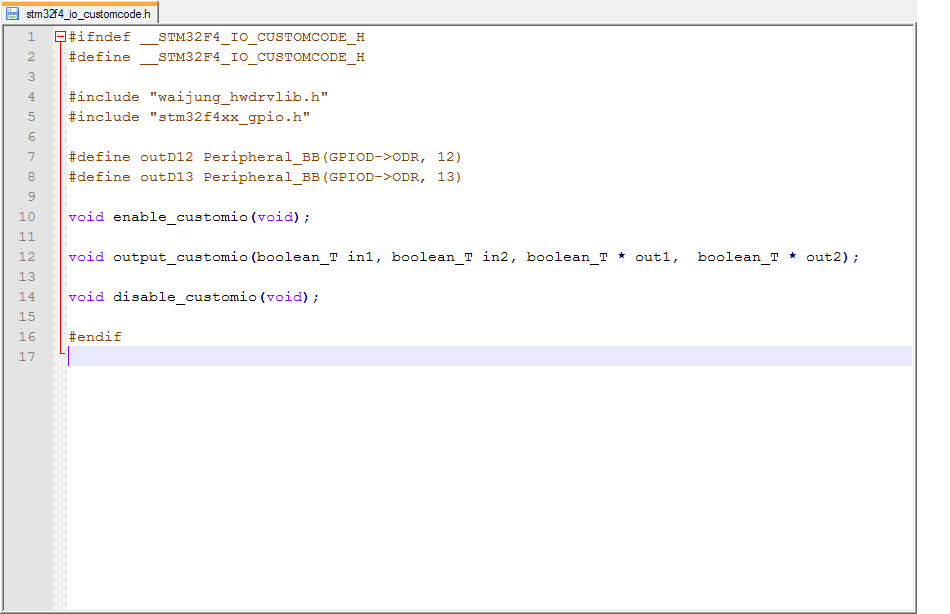 stm32f4_io_customcode.h
1 #ifndef __STM32F4_IO_CUSTOMCODE_H
2 #define __STM32F4_IO_CUSTOMCODE_H
3
4 #include "waijung_hwdrvlib.h"
5 #include "stm32f4xx_gpio.h"
6
7 #define outD12 Peripheral_BB(GPIOD->ODR, 12)
8 #define outD13 Peripheral_BB(GPIOD->ODR, 13)
9
10 void enable_customio(void);
11
12 void output_customio(boolean_T in1, boolean_T in2, boolean_T * out1,  boolean_T * out2);
13
14 void disable_customio(void);
15
16 #endif
17